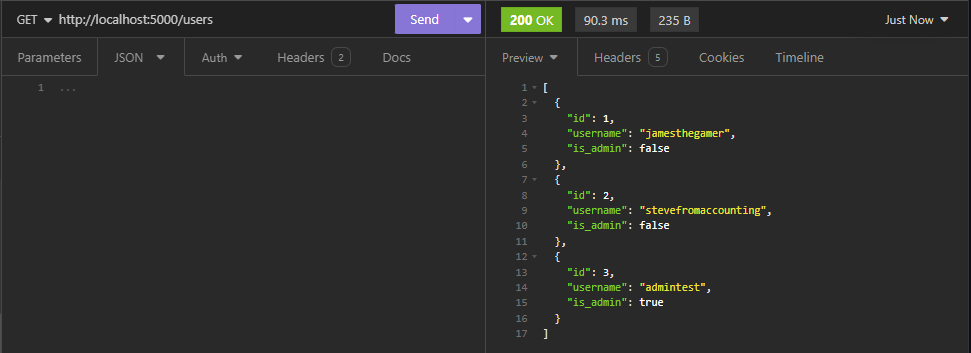 GET http://localhost:5000/users Send 200 OK 90.3 ms 235 B Just Now
Parameters JSON Auth Headers 2 Docs Preview Headers 5 Cookies Timeline
1 ...
1 [
2 {
3 "id": 1,
4 "username": "jamesthegamer",
5 "is_admin": false
6 },
7 {
8 "id": 2,
9 "username": "stevefromaccounting",
10 "is_admin": false
11 },
12 {
13 "id": 3,
14 "username": "admintest",
15 "is_admin": true
16 }
17 ]